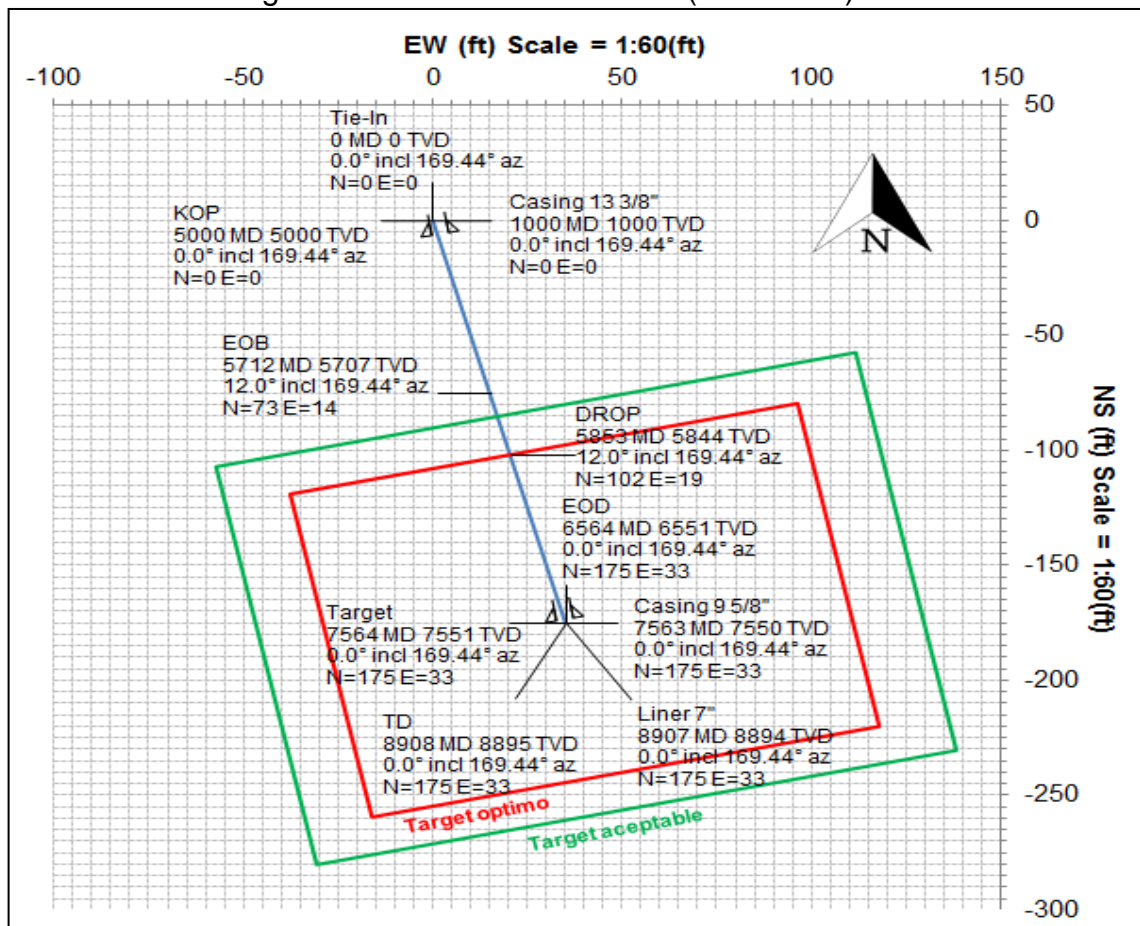 EW (ft) Scale = 1:60(ft)
-100 -50 0 50 100 150
50
0
-50
-100
-150
-200
-250
-300
NS (ft) Scale = 1:60(ft)
N
Tie-In
0 MD 0 TVD
0.0° incl 169.44° az
N=0 E=0
KOP
5000 MD 5000 TVD
0.0° incl 169.44° az
N=0 E=0
Casing 13 3/8"
1000 MD 1000 TVD
0.0° incl 169.44° az
N=0 E=0
EOB
5712 MD 5707 TVD
12.0° incl 169.44° az
N=73 E=14
DROP
5853 MD 5844 TVD
12.0° incl 169.44° az
N=102 E=19
EOD
6564 MD 6551 TVD
0.0° incl 169.44° az
N=175 E=33
Target
7564 MD 7551 TVD
0.0° incl 169.44° az
N=175 E=33
Casing 9 5/8"
7563 MD 7550 TVD
0.0° incl 169.44° az
N=175 E=33
TD
8908 MD 8895 TVD
0.0° incl 169.44° az
N=175 E=33
Liner 7"
8907 MD 8894 TVD
0.0° incl 169.44° az
N=175 E=33
Target optimo
Target aceptable